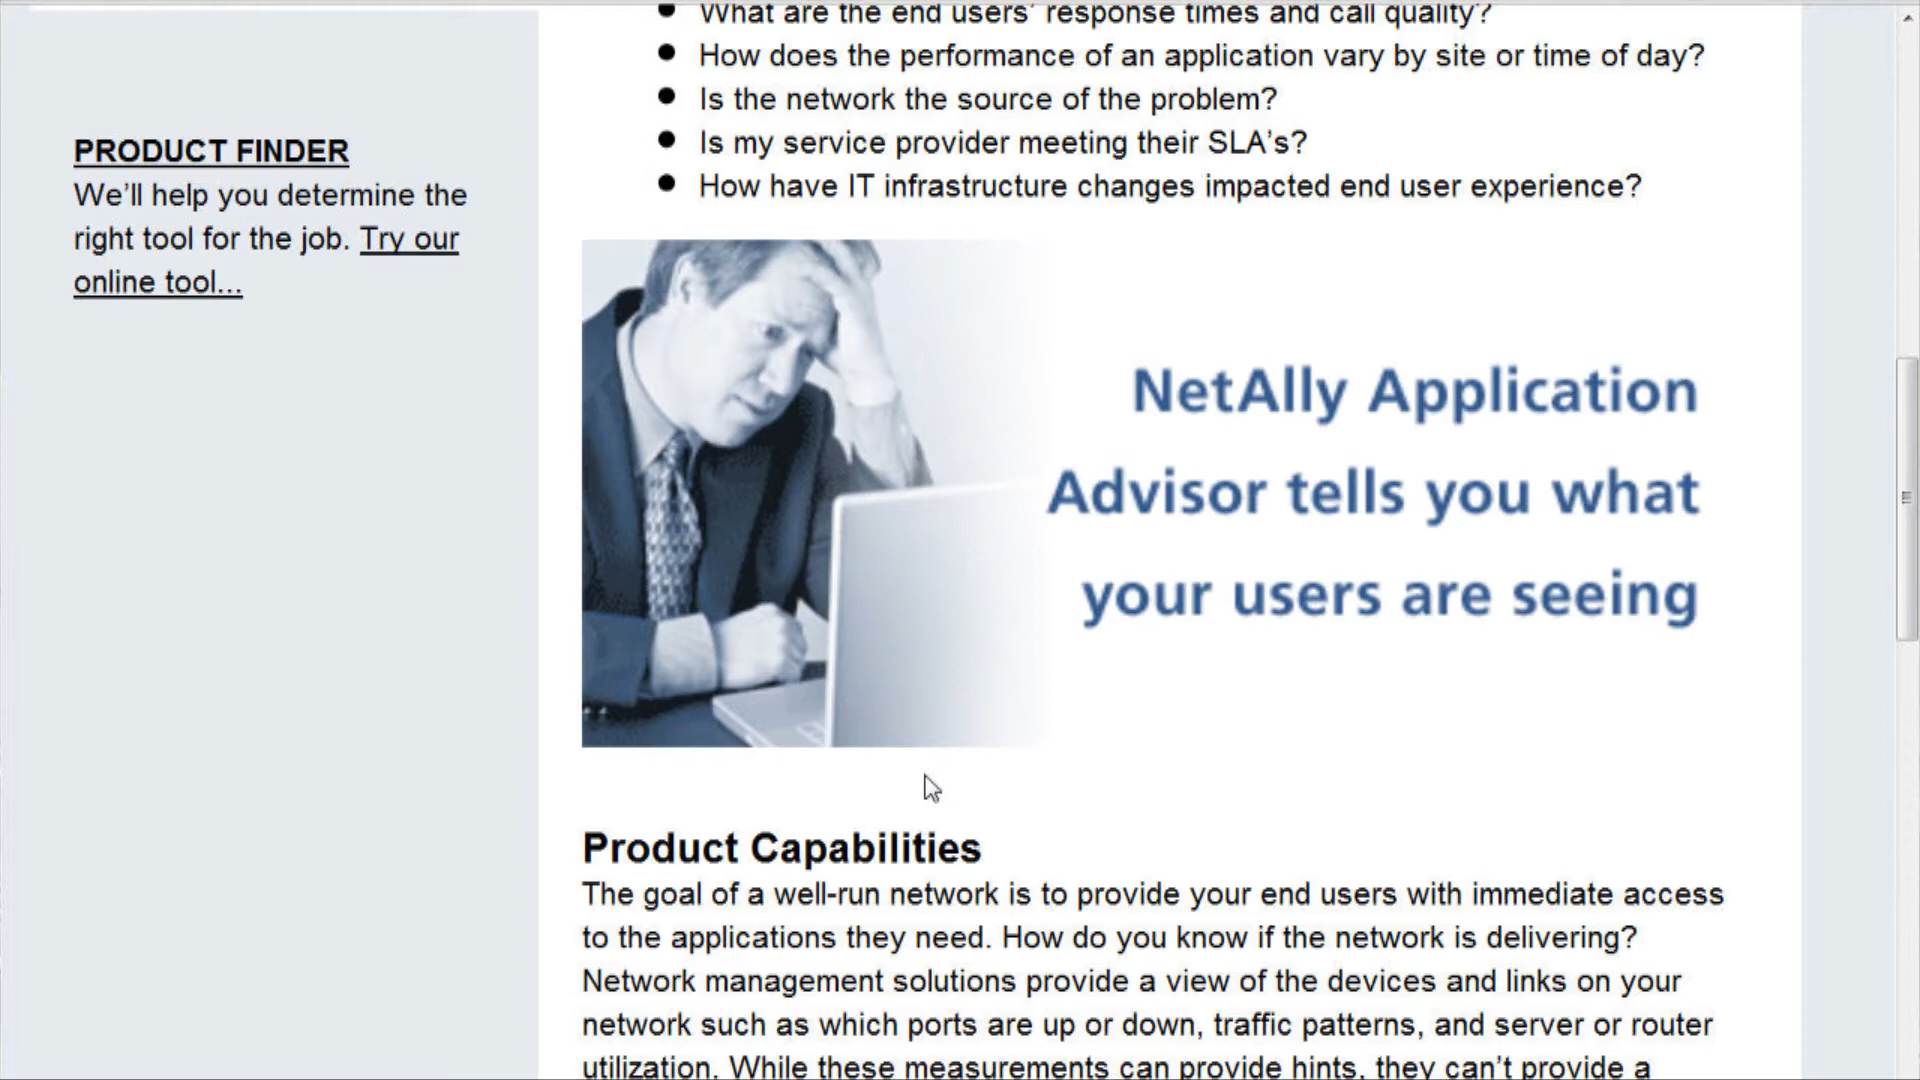 PRODUCT FINDER
We’ll help you determine the
right tool for the job. Try our
online tool...
What are the end users’ response times and call quality?
How does the performance of an application vary by site or time of day?
Is the network the source of the problem?
Is my service provider meeting their SLA’s?
How have IT infrastructure changes impacted end user experience?
NetAlly Application
Advisor tells you what
your users are seeing
Product Capabilities
The goal of a well-run network is to provide your end users with immediate access
to the applications they need. How do you know if the network is delivering?
Network management solutions provide a view of the devices and links on your
network such as which ports are up or down, traffic patterns, and server or router
utilization. While these measurements can provide hints, they can’t provide a